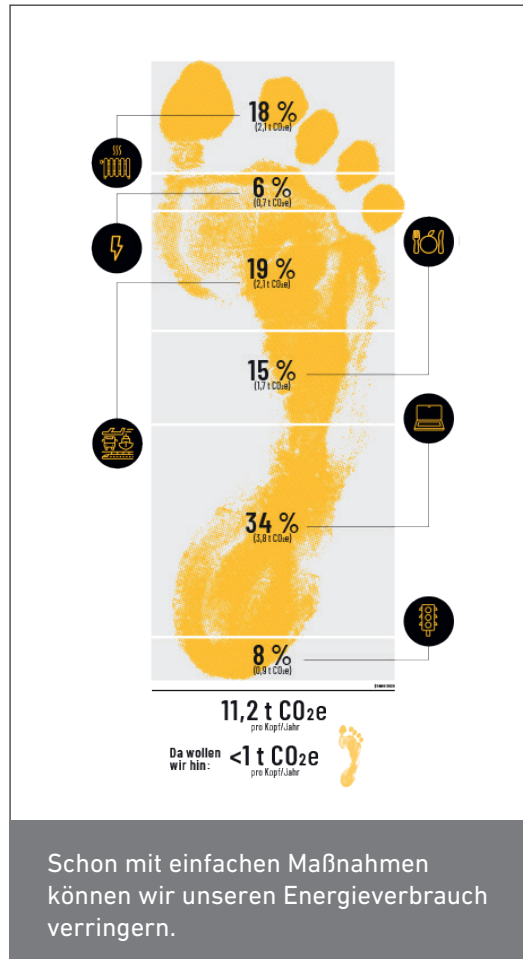 18 %
(2,1 t CO₂e)
6 %
(0,7 t CO₂e)
19 %
(2,1 t CO₂e)
15 %
(1,7 t CO₂e)
34 %
(3,8 t CO₂e)
8 %
(0,9 t CO₂e)
11,2 t CO₂e
pro Kopf/Jahr
Da wollen
wir hin:
<1 t CO₂e
pro Kopf/Jahr
Schon mit einfachen Maßnahmen
können wir unseren Energieverbrauch
verringern.